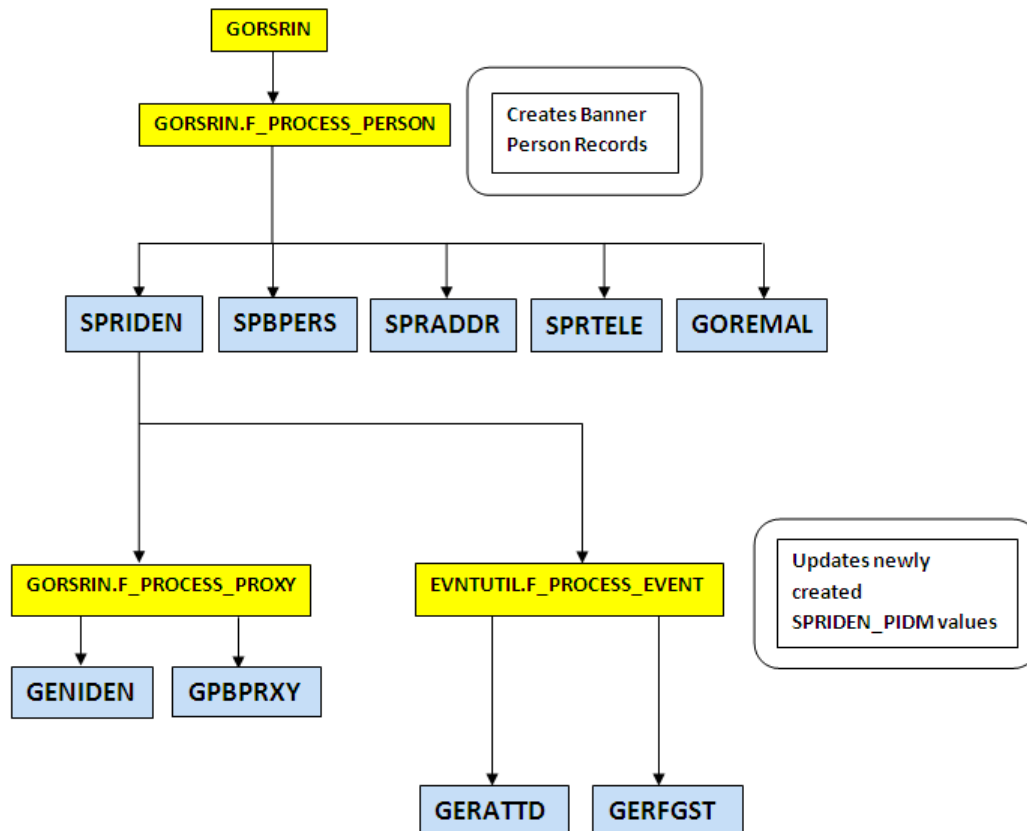 GORSRIN
GORSRIN.F_PROCESS_PERSON
Creates Banner
Person Records
SPRIDEN
SPBPERS
SPRADDR
SPRTELE
GOREMAL
GORSRIN.F_PROCESS_PROXY
EVNTUTIL.F_PROCESS_EVENT
Updates newly
created
SPRIDEN_PIDM values
GENIDEN
GPBPRXY
GERATTD
GERFGST